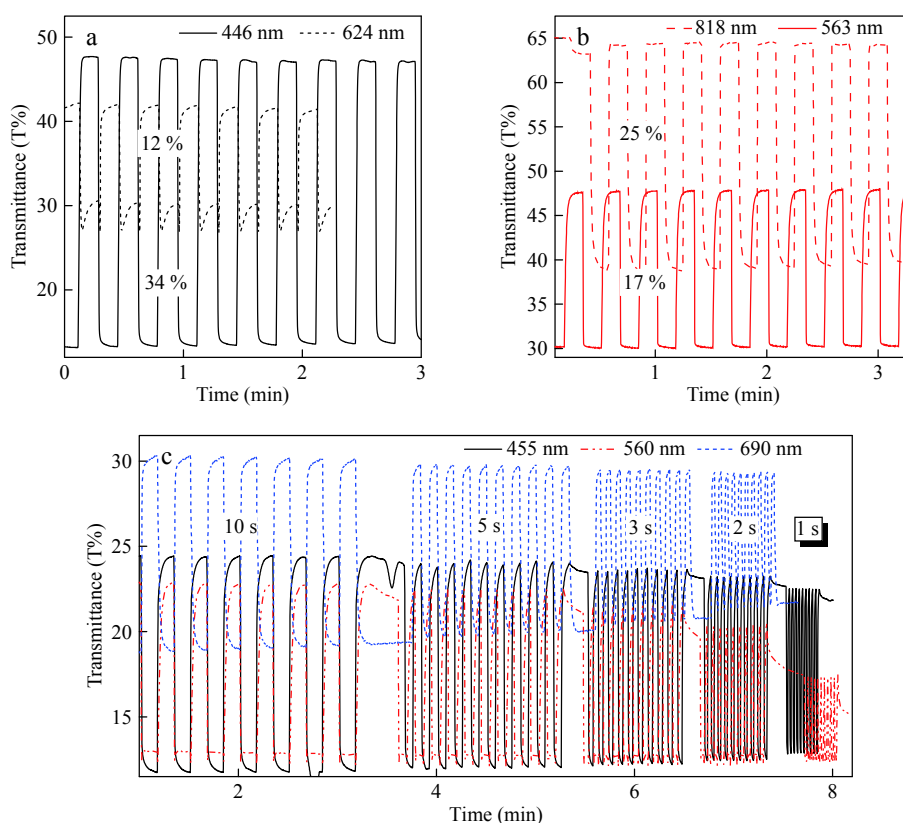 a
446 nm
624 nm
50
40
30
20
Transmittance (T%)
12 %
34 %
0
1
2
3
Time (min)
b
818 nm
563 nm
65
60
55
50
45
40
35
30
Transmittance (T%)
25 %
17 %
1
2
3
Time (min)
c
455 nm
560 nm
690 nm
30
25
20
15
Transmittance (T%)
10 s
5 s
3 s
2 s
1 s
2
4
6
8
Time (min)